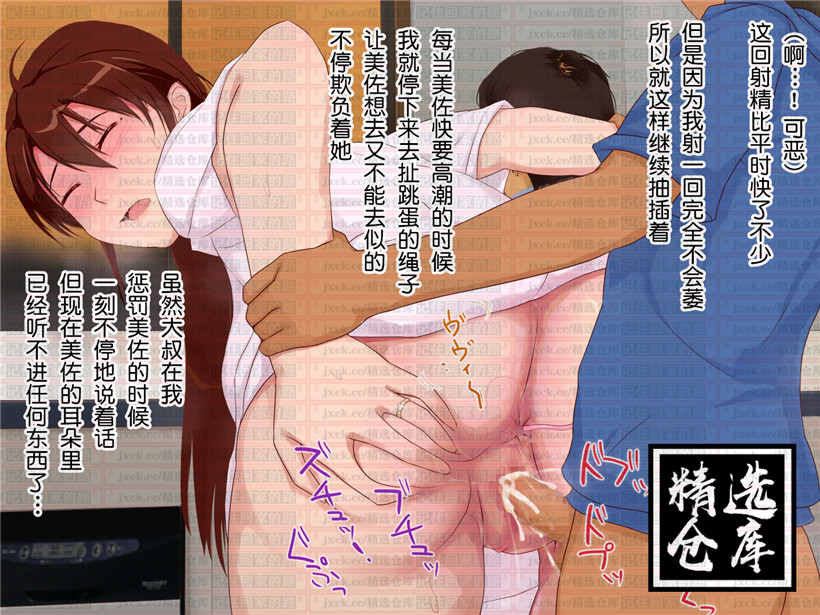 （啊…！可恶）
这回射精比平时快了不少
但是因为我射一回完全不会萎
所以就这样继续抽插着
每当美佐快要高潮的时候
我就停下来去扯跳蛋的绳子
让美佐想去又不能去似的
不停欺负着她
虽然大叔在我
惩罚美佐的时候
一刻不停地说着话
但现在美佐的耳朵里
已经听不进任何东西了…
ヴヴィ～
ズチュッ！
ブチュッ
ぐぷっ
ドブッ
ドプッ
精选
仓库
jxck.cc/精选仓库